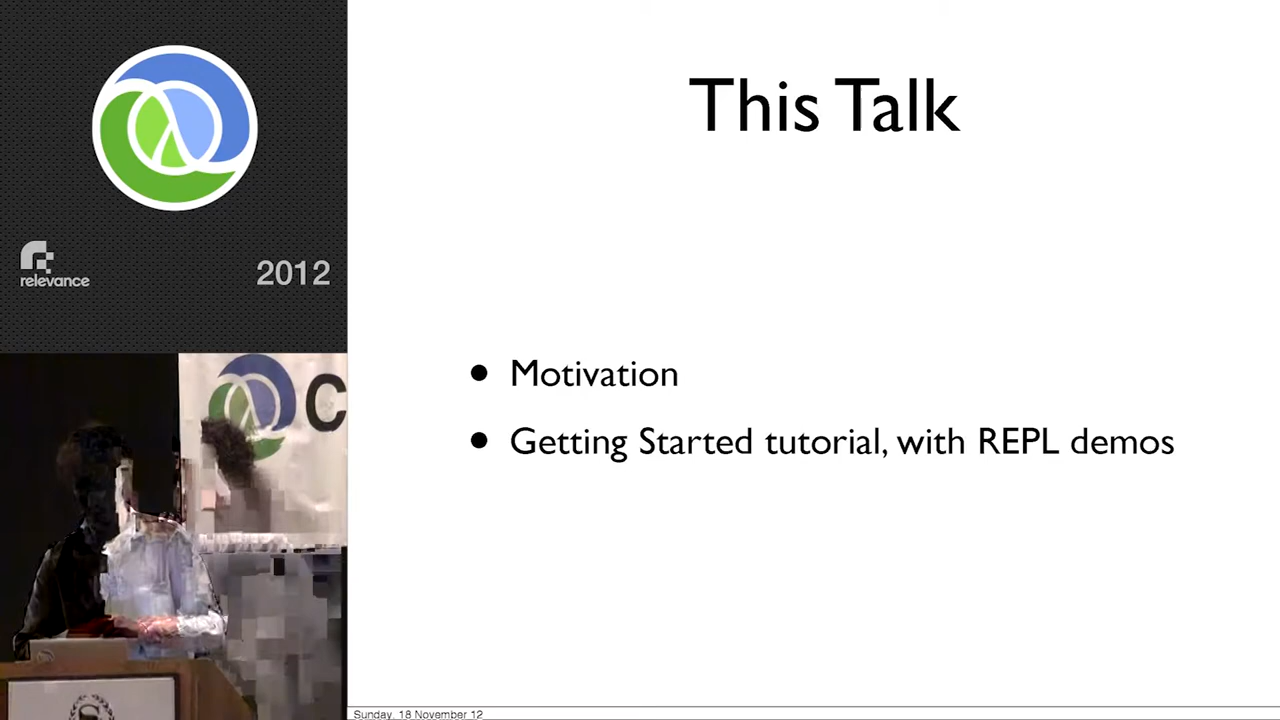 relevance
2012
C
This Talk
• Motivation
• Getting Started tutorial, with REPL demos
Sunday, 18 November 12